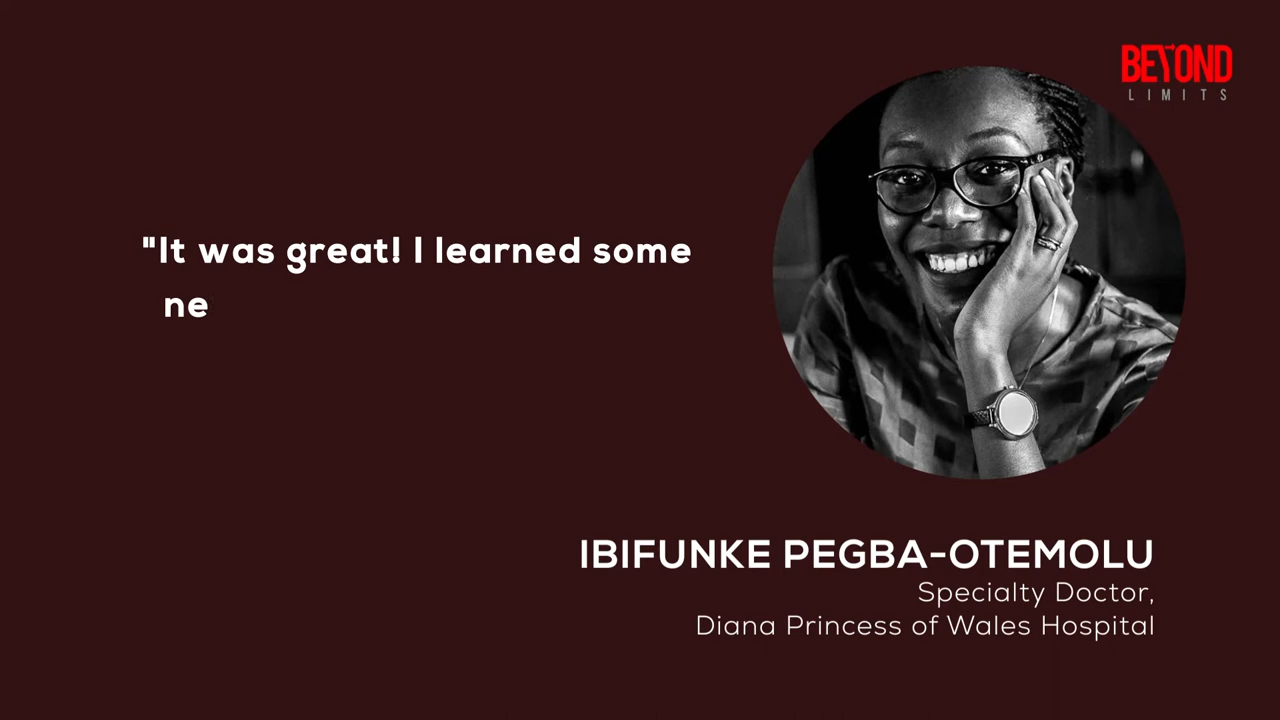 BEYOND
LIMITS
"It was great! I learned some
ne
IBIFUNKE PEGBA-OTEMOLU
Specialty Doctor,
Diana Princess of Wales Hospital